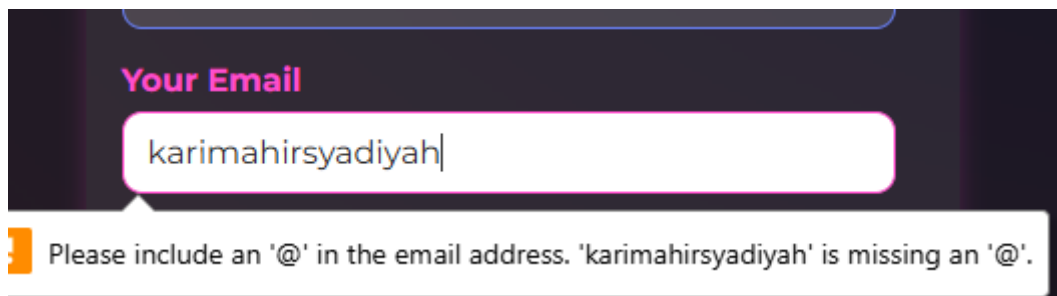 Your Email
karimahirsyadiyah
Please include an '@' in the email address. 'karimahirsyadiyah' is missing an '@'.